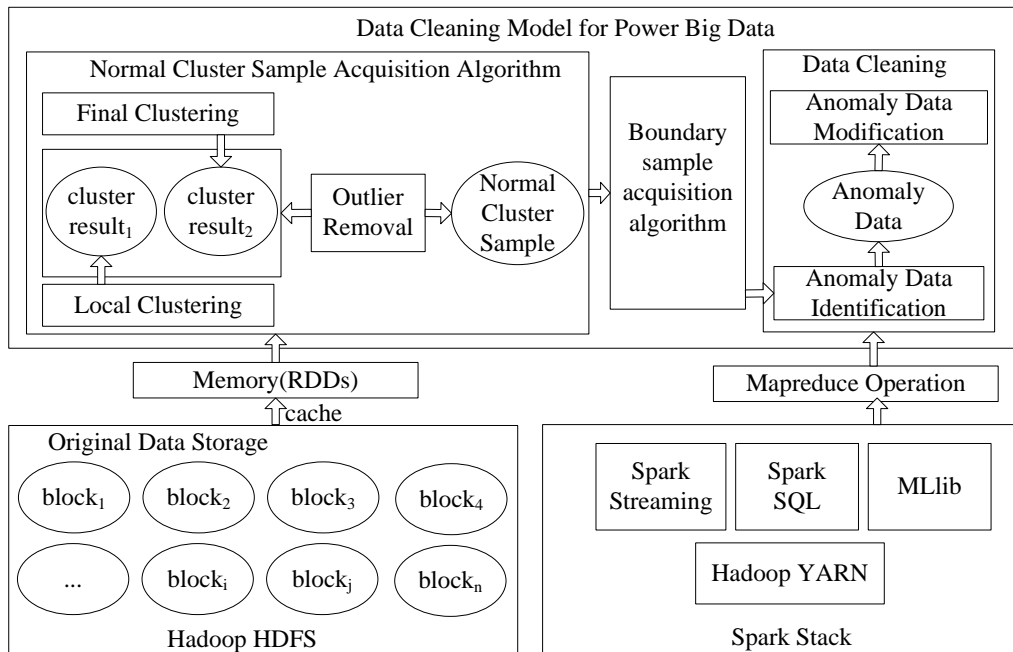 Data Cleaning Model for Power Big Data
Normal Cluster Sample Acquisition Algorithm
Final Clustering
cluster
result₁
cluster
result₂
Local Clustering
Outlier
Removal
Normal
Cluster
Sample
Boundary
sample
acquisition
algorithm
Data Cleaning
Anomaly Data
Modification
Anomaly
Data
Anomaly Data
Identification
Memory(RDDs)
cache
Mapreduce Operation
Original Data Storage
block₁
block₂
block₃
block₄
...
blockᵢ
blockⱼ
blockₙ
Hadoop HDFS
Spark
Streaming
Spark
SQL
MLlib
Hadoop YARN
Spark Stack